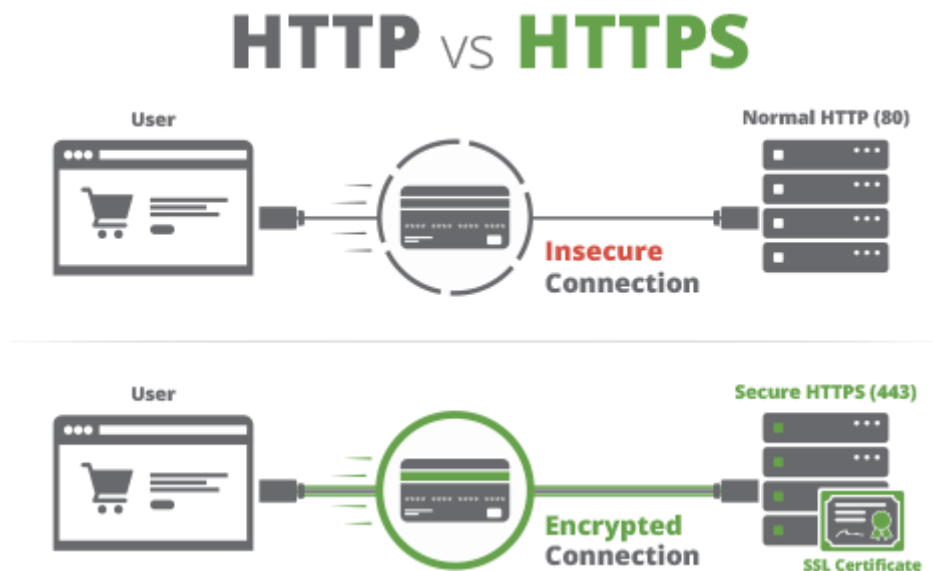 HTTP vs HTTPS
User
Normal HTTP (80)
Insecure
Connection
User
Secure HTTPS (443)
Encrypted
Connection
SSL Certificate